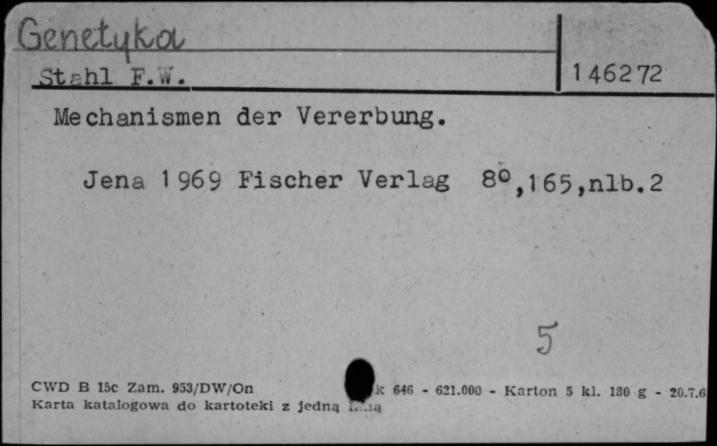 Genetyka
Stahl F.W.
146272
Mechanismen der Vererbung.
Jena 1969 Fischer Verlag 8°,165,nlb.2
5
CWD B 15c Zam. 953/DW/On k 646 - 621.000 - Karton 5 kl. 180 g - 20.7.6
Karta katalogowa do kartoteki z jedną